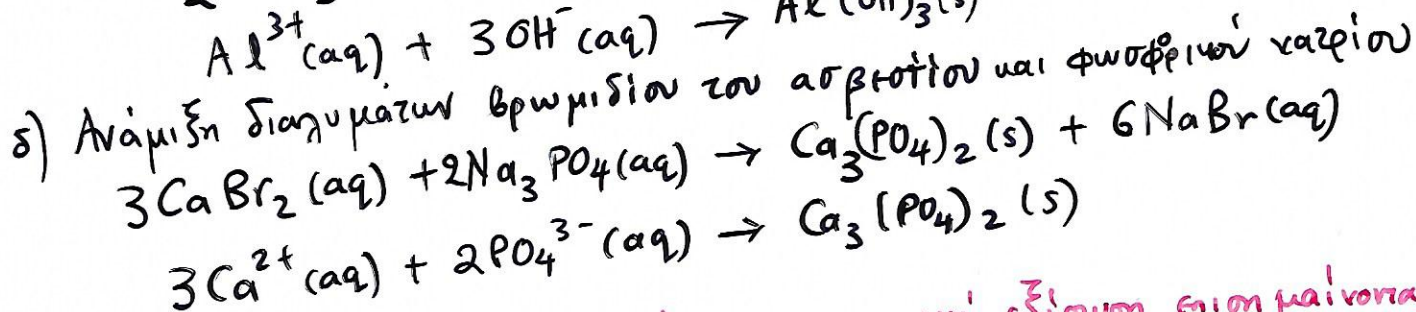 Al³⁺(aq) + 3OH⁻(aq) → Al(OH)₃(s)
δ) Ανάμιξη διαλυμάτων βρωμιδίου του ασβεστίου και φωσφορικού νατρίου
3CaBr₂(aq) + 2Na₃PO₄(aq) → Ca₃(PO₄)₂(s) + 6NaBr(aq)
3Ca²⁺(aq) + 2PO₄³⁻(aq) → Ca₃(PO₄)₂(s)